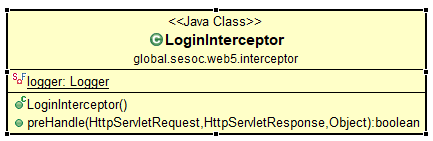 <<Java Class>>
LoginInterceptor
global.sesoc.web5.interceptor
logger: Logger
LoginInterceptor()
preHandle(HttpServletRequest,HttpServletResponse,Object):boolean